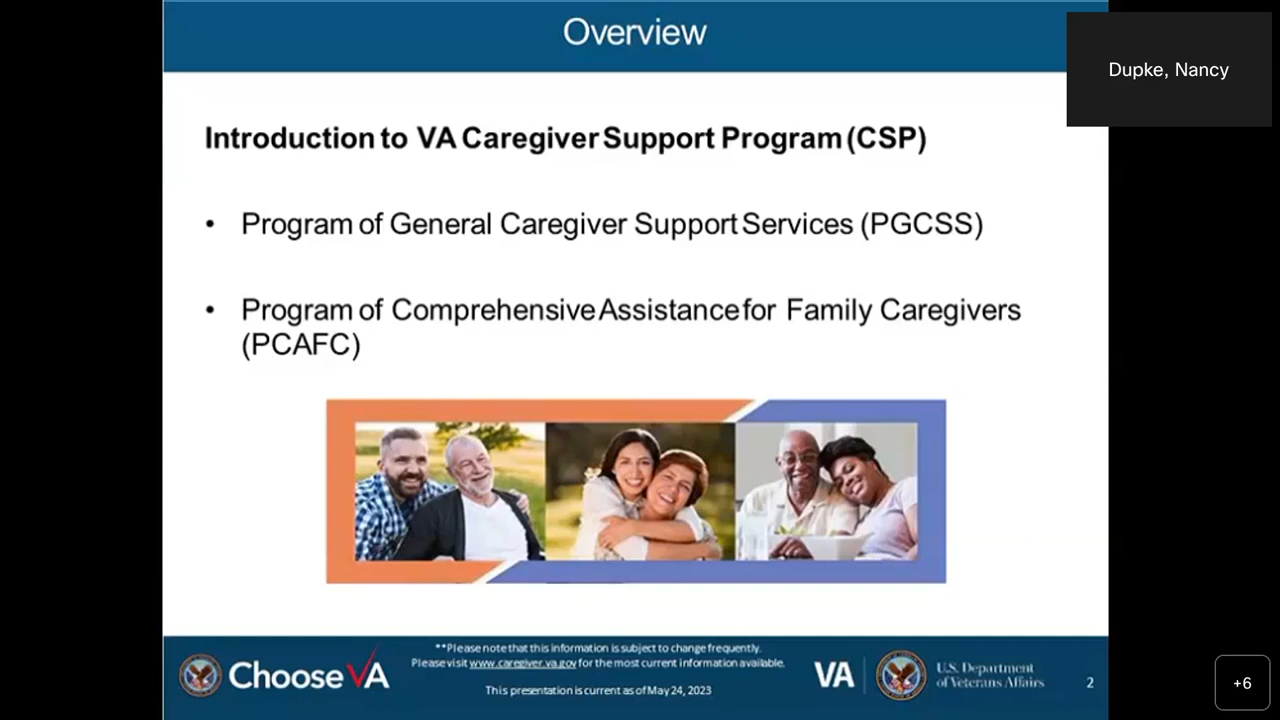 Overview
Dupke, Nancy
Introduction to VA Caregiver Support Program (CSP)
• Program of General Caregiver Support Services (PGCSS)
• Program of Comprehensive Assistance for Family Caregivers
(PCAFC)
**Please note that this information is subject to change frequently.
Please visit www.caregiver.va.gov for the most current information available.
This presentation is current as of May 24, 2023
Choose VA
VA
U.S. Department
of Veterans Affairs
2
+6